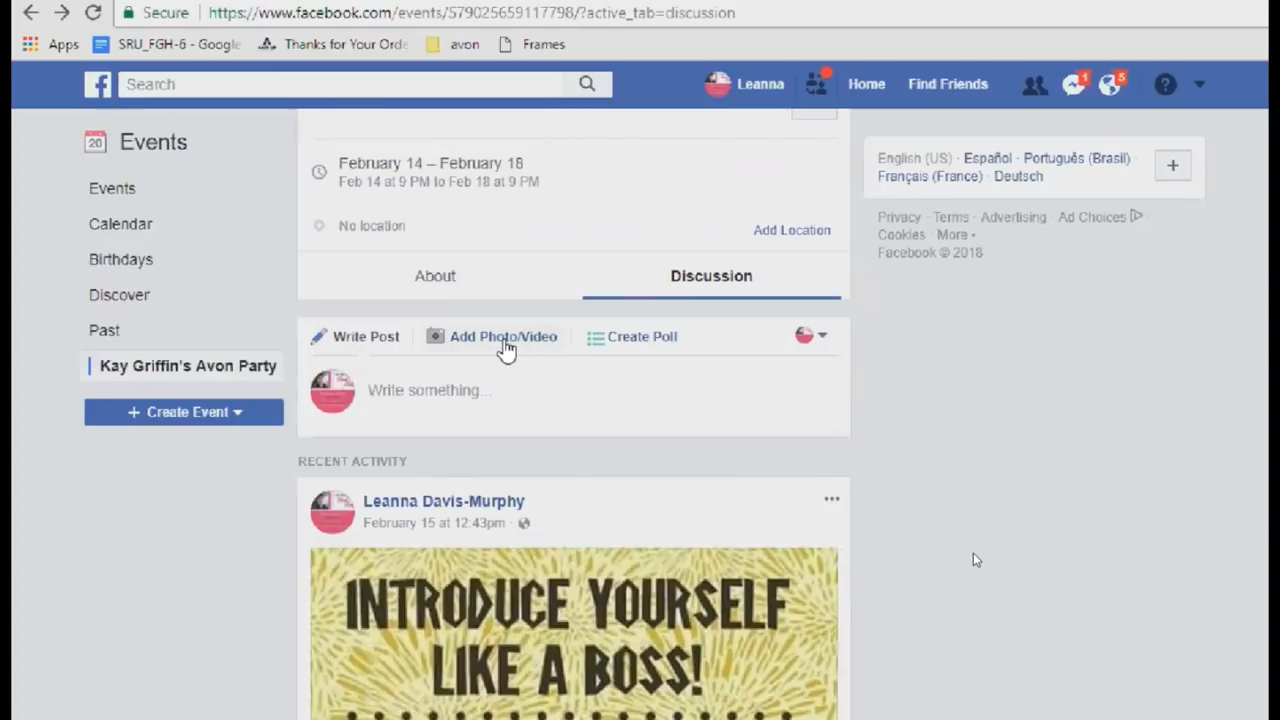 Secure https://www.facebook.com/events/579025659117798/?active_tab=discussion
Apps SRU_FGH-6 - Google Thanks for Your Orde avon Frames
f Search Leanna Home Find Friends 1 5 ?
20 Events
Events
Calendar
Birthdays
Discover
Past
Kay Griffin's Avon Party
+ Create Event
February 14 – February 18
Feb 14 at 9 PM to Feb 18 at 9 PM
No location Add Location
About Discussion
Write Post Add Photo/Video Create Poll
Write something...
RECENT ACTIVITY
Leanna Davis-Murphy
February 15 at 12:43pm ·
INTRODUCE YOURSELF
LIKE A BOSS!
English (US) · Español · Português (Brasil) ·
Français (France) · Deutsch
+
Privacy · Terms · Advertising · Ad Choices ·
Cookies · More
Facebook © 2018